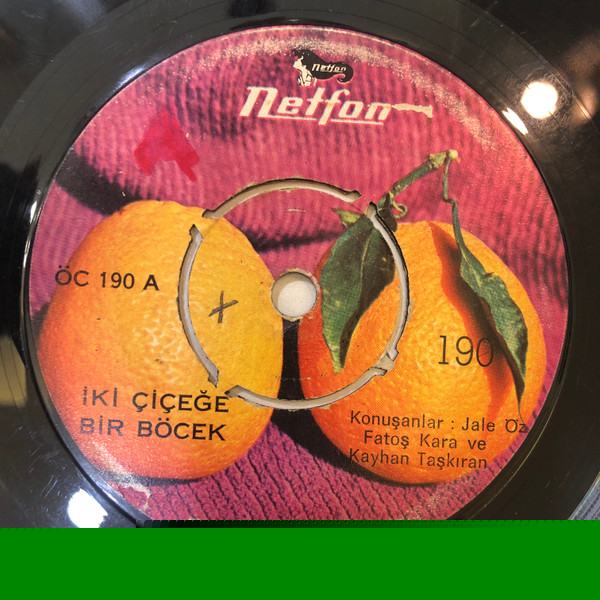 netfon
Netfon
ÖC 190 A
190
İKİ ÇİÇEĞE
BİR BÖCEK
Konuşanlar : Jale Öz
Fatoş Kara ve
Kayhan Taşkıran